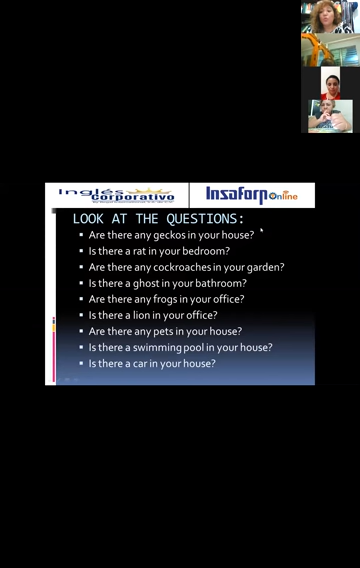 Inglés
Corporativo
Insaforp Online
LOOK AT THE QUESTIONS:
Are there any geckos in your house?
Is there a rat in your bedroom?
Are there any cockroaches in your garden?
Is there a ghost in your bathroom?
Are there any frogs in your office?
Is there a lion in your office?
Are there any pets in your house?
Is there a swimming pool in your house?
Is there a car in your house?